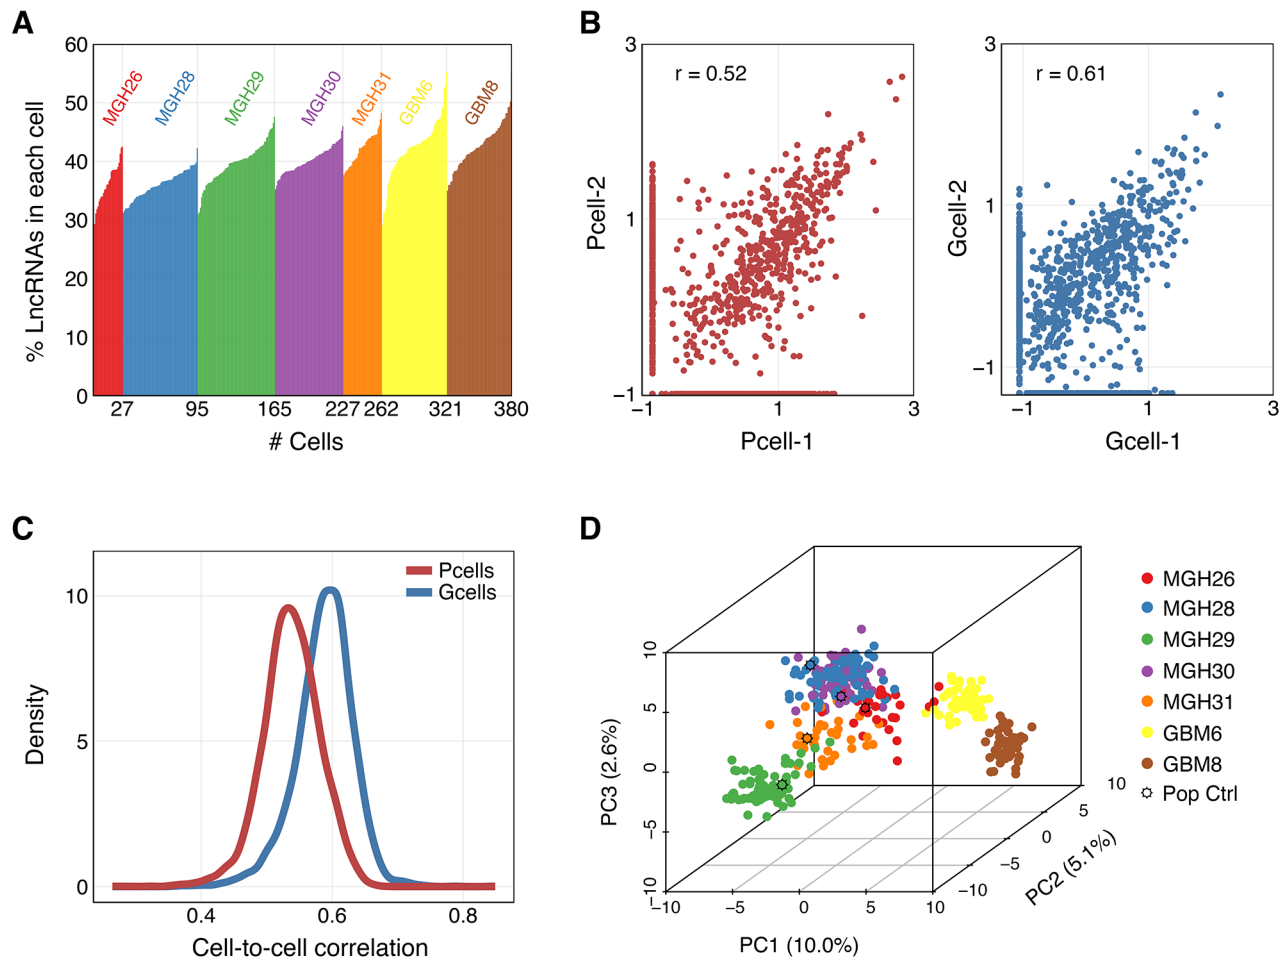 A
% LncRNAs in each cell
60
50
40
30
20
10
0
MGH26
MGH28
MGH29
MGH30
MGH31
GBM6
GBM8
27 95 165 227 262 321 380
# Cells
B
r = 0.52
Pcell-2
3
1
−1
−1 1 3
Pcell-1
r = 0.61
Gcell-2
3
1
−1
−1 1 3
Gcell-1
C
Pcells
Gcells
Density
10
5
0
0.4 0.6 0.8
Cell-to-cell correlation
D
PC3 (2.6%)
10
5
0
−5
−10
−10 −5 0 5 10
PC1 (10.0%)
−10
−5
0
5
10
PC2 (5.1%)
MGH26
MGH28
MGH29
MGH30
MGH31
GBM6
GBM8
Pop Ctrl